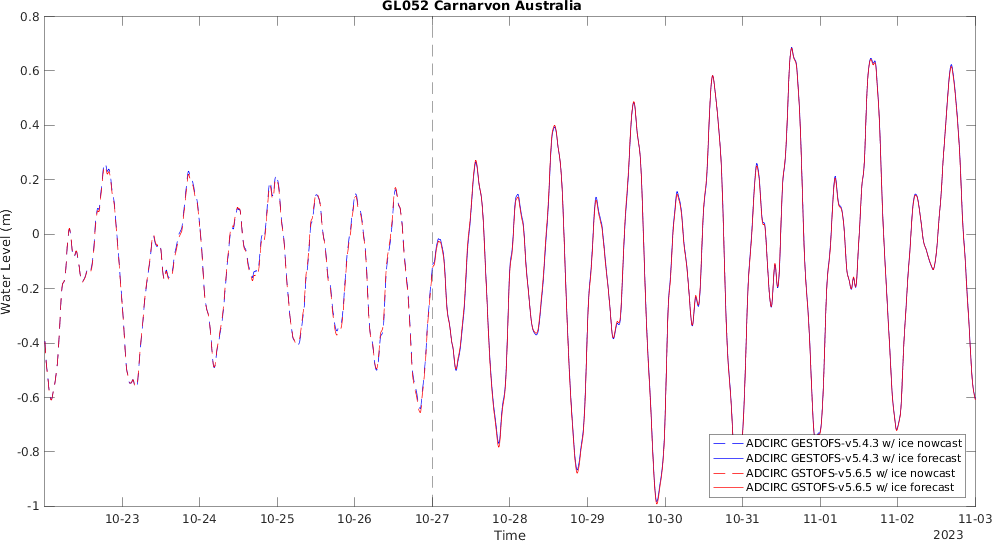 GL052 Carnarvon Australia
0.8
0.6
0.4
0.2
0
-0.2
-0.4
-0.6
-0.8
-1
Water Level (m)
ADCIRC GESTOFS-v5.4.3 w/ ice nowcast
ADCIRC GESTOFS-v5.4.3 w/ ice forecast
ADCIRC GSTOFS-v5.6.5 w/ ice nowcast
ADCIRC GSTOFS-v5.6.5 w/ ice forecast
10-23 10-24 10-25 10-26 10-27 10-28 10-29 10-30 10-31 11-01 11-02 11-03
Time
2023